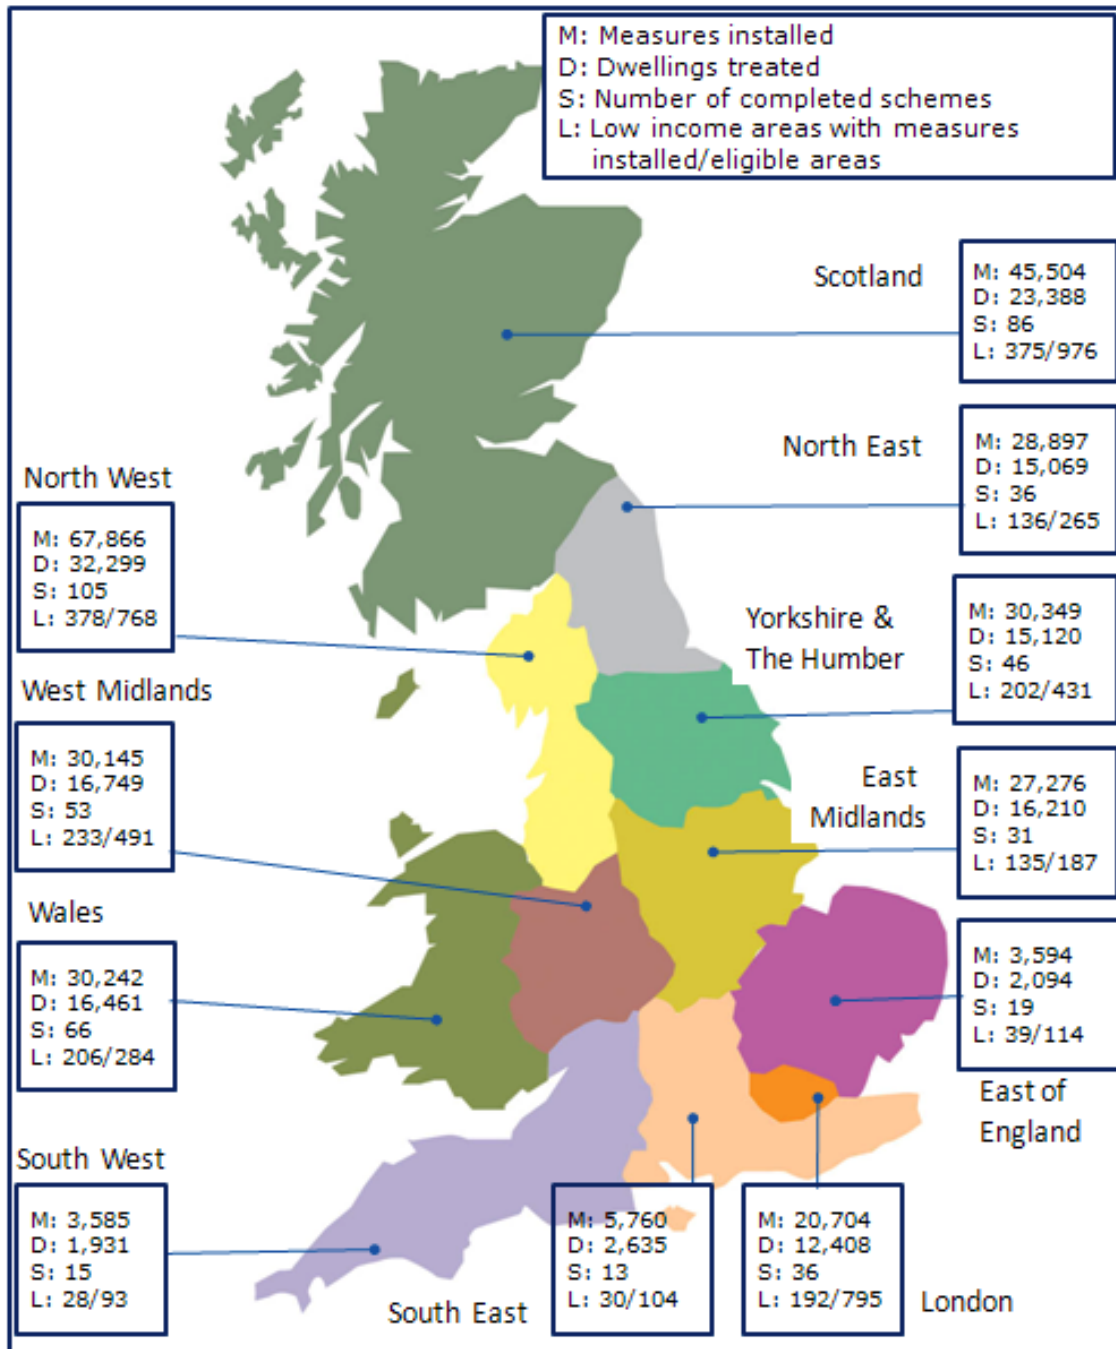 M: Measures installed
D: Dwellings treated
S: Number of completed schemes
L: Low income areas with measures
installed/eligible areas
Scotland
M: 45,504
D: 23,388
S: 86
L: 375/976
North East
M: 28,897
D: 15,069
S: 36
L: 136/265
North West
M: 67,866
D: 32,299
S: 105
L: 378/768
Yorkshire &
The Humber
M: 30,349
D: 15,120
S: 46
L: 202/431
West Midlands
M: 30,145
D: 16,749
S: 53
L: 233/491
East
Midlands
M: 27,276
D: 16,210
S: 31
L: 135/187
Wales
M: 30,242
D: 16,461
S: 66
L: 206/284
M: 3,594
D: 2,094
S: 19
L: 39/114
East of
England
South West
M: 3,585
D: 1,931
S: 15
L: 28/93
South East
M: 5,760
D: 2,635
S: 13
L: 30/104
M: 20,704
D: 12,408
S: 36
L: 192/795
London